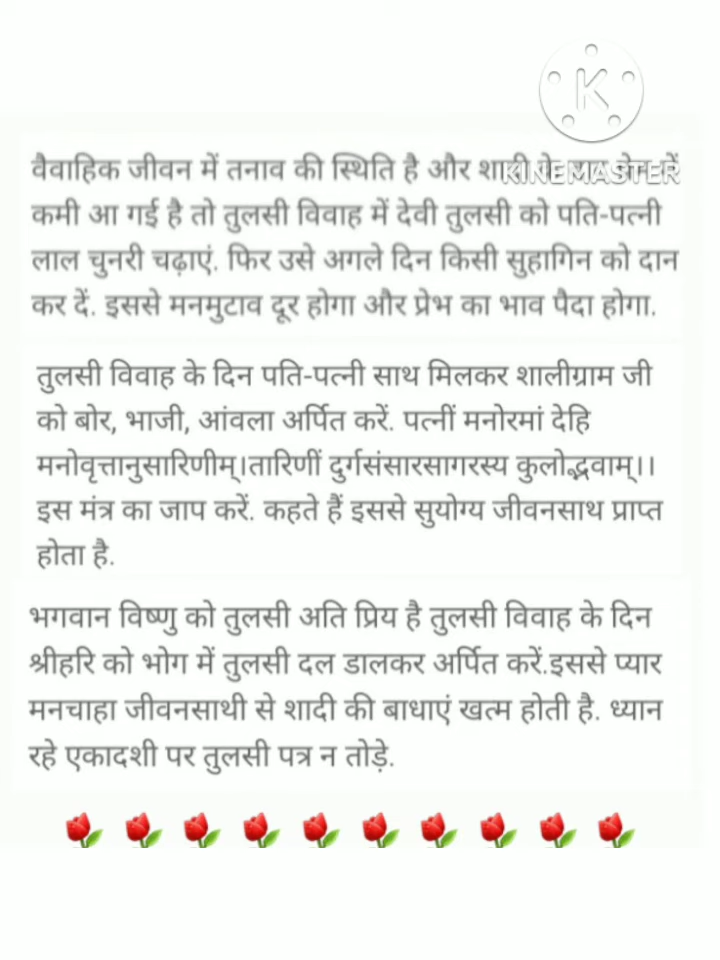 K
KINEMASTER
वैवाहिक जीवन में तनाव की स्थिति है और
कमी आ गई है तो तुलसी विवाह में देवी तुलसी को पति-पत्नी
लाल चुनरी चढ़ाएं. फिर उसे अगले दिन किसी सुहागिन को दान
कर दें. इससे मनमुटाव दूर होगा और प्रेभ का भाव पैदा होगा.
तुलसी विवाह के दिन पति-पत्नी साथ मिलकर शालीग्राम जी
को बोर, भाजी, आंवला अर्पित करें. पत्नीं मनोरमां देहि
मनोवृत्तानुसारिणीम्।तारिणीं दुर्गसंसारसागरस्य कुलोद्भवाम्।।
इस मंत्र का जाप करें. कहते हैं इससे सुयोग्य जीवनसाथ प्राप्त
होता है.
भगवान विष्णु को तुलसी अति प्रिय है तुलसी विवाह के दिन
श्रीहरि को भोग में तुलसी दल डालकर अर्पित करें.इससे प्यार
मनचाहा जीवनसाथी से शादी की बाधाएं खत्म होती है. ध्यान
रहे एकादशी पर तुलसी पत्र न तोड़े.